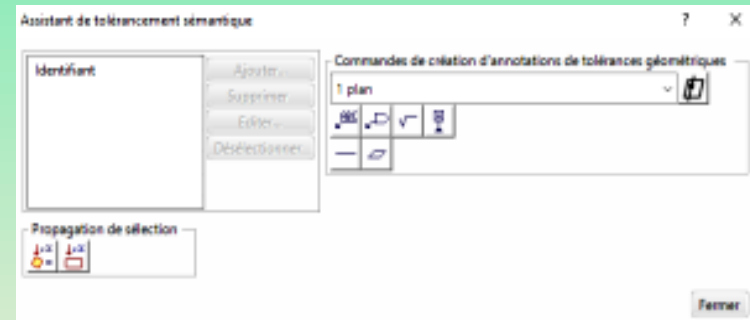 Assistant de tolérancement sémantique
? X
Identifiant
Ajouter...
Supprimer
Editer...
Désélectionner...
Commandes de création d'annotations de tolérances géométriques
1 plan
Propagation de sélection
Fermer